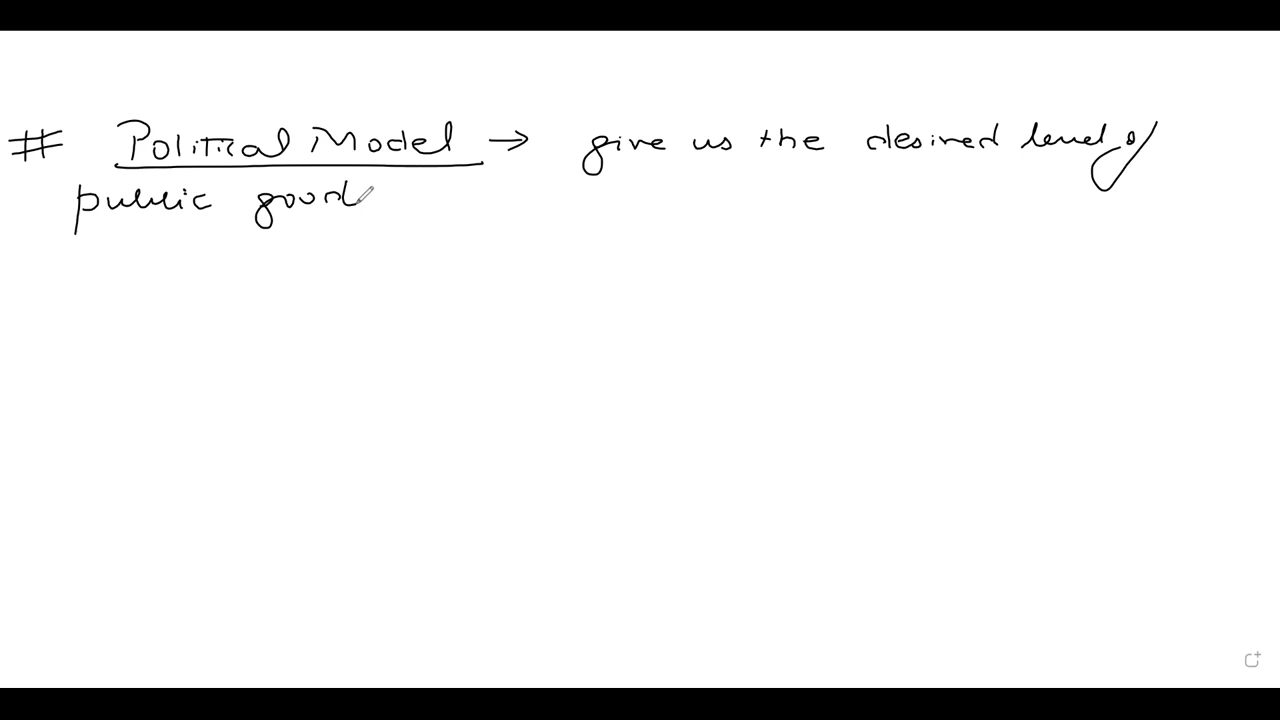 # Political Model → give us the desired level of
public good